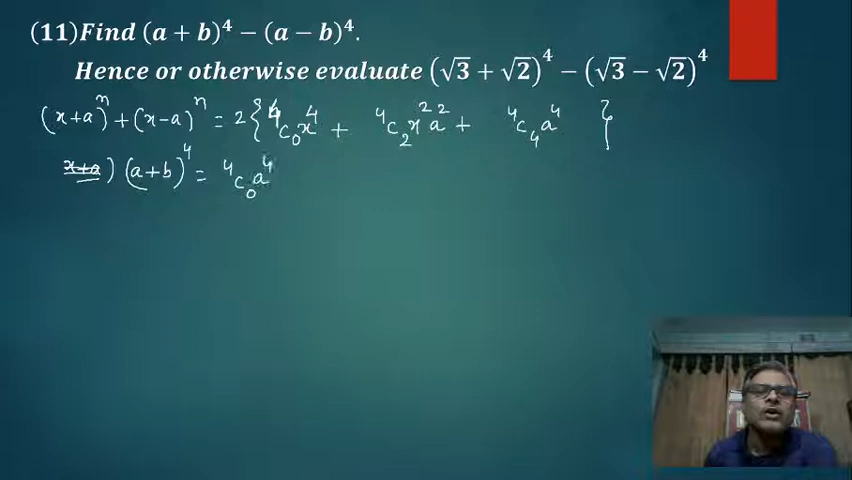 (11)Find (a + b)⁴ − (a − b)⁴.
Hence or otherwise evaluate (√3 + √2)⁴ − (√3 − √2)⁴
(x+a)ⁿ + (x-a)ⁿ = 2{ ⁴C₀x⁴ + ⁴C₂x²a² + ⁴C₄a⁴ }
x+a ) (a+b)⁴ = ⁴C₀a⁴